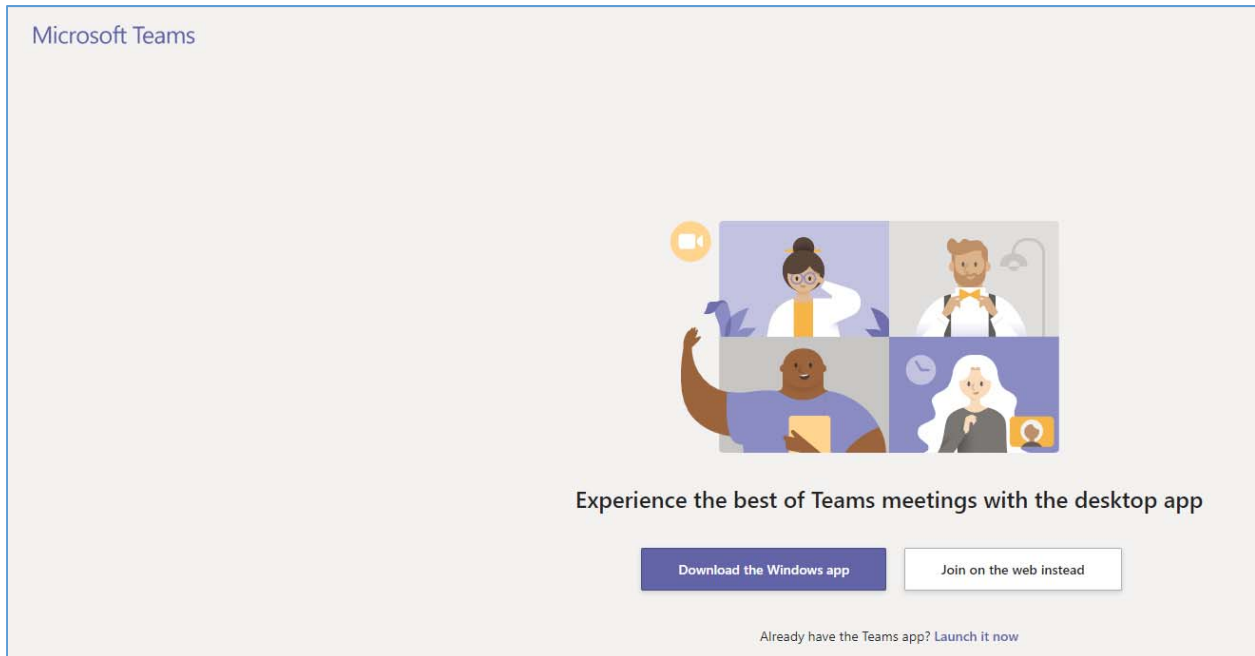 Microsoft Teams
Experience the best of Teams meetings with the desktop app
Download the Windows app
Join on the web instead
Already have the Teams app? Launch it now